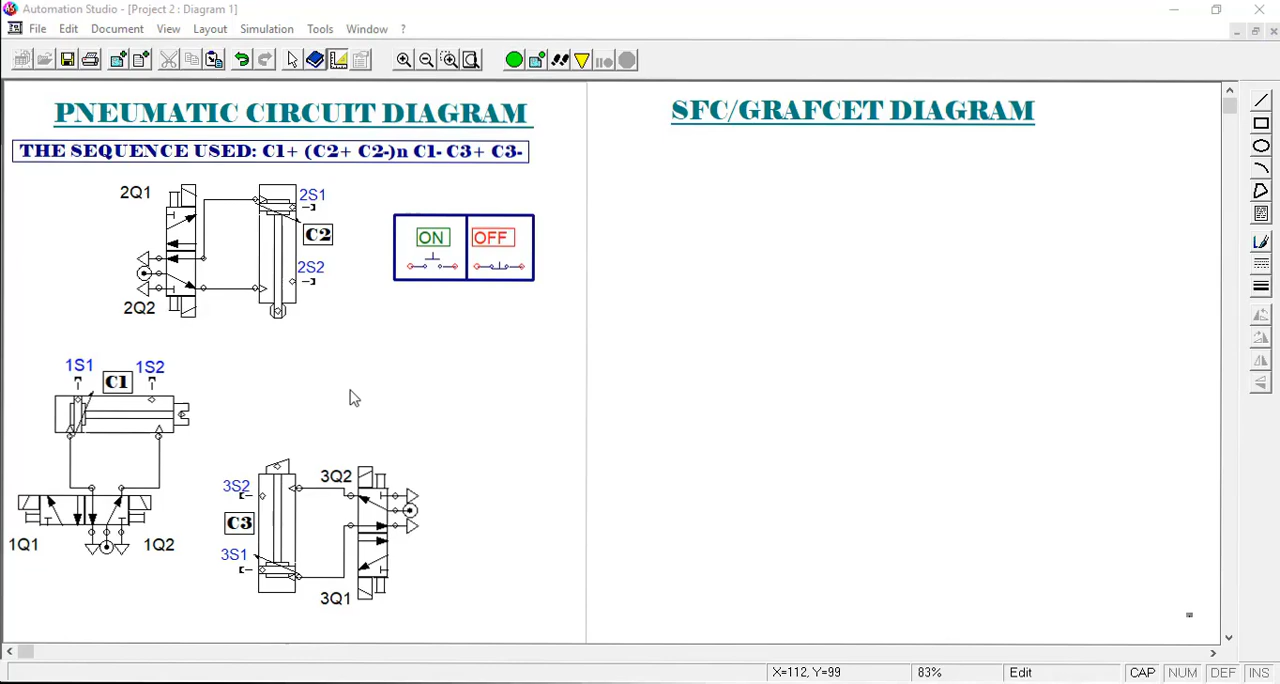 Automation Studio - [Project 2 : Diagram 1]
File Edit Document View Layout Simulation Tools Window ?
PNEUMATIC CIRCUIT DIAGRAM
SFC/GRAFCET DIAGRAM
THE SEQUENCE USED: C1+ (C2+ C2-)n C1- C3+ C3-
2Q1
2S1
C2
ON OFF
2S2
2Q2
1S1 1S2
C1
3Q2
3S2
C3
3S1
1Q1 1Q2
3Q1
X=112, Y=99 83% Edit CAP NUM DEF INS